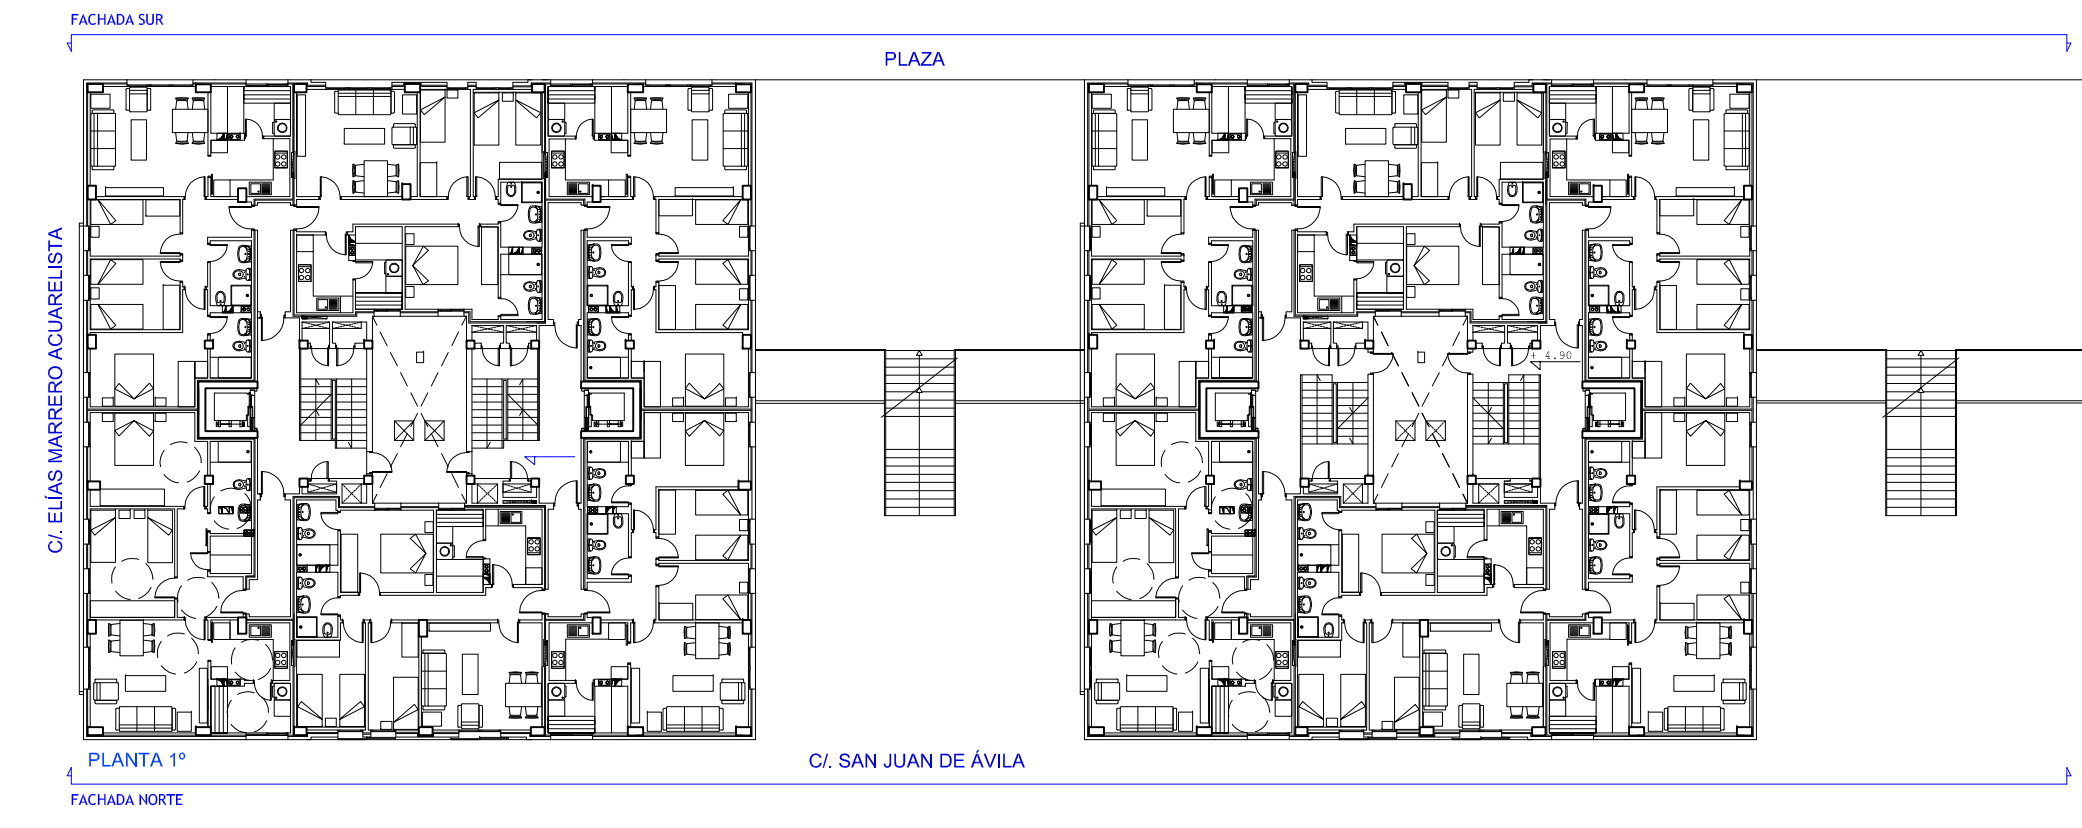 FACHADA SUR
PLAZA
C/. ELÍAS MARRERO ACUARELISTA
+ 4.90
PLANTA 1º
C/. SAN JUAN DE ÁVILA
FACHADA NORTE